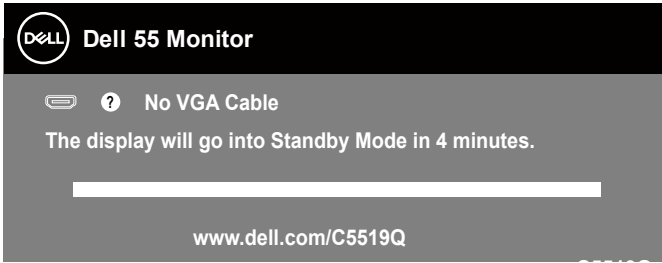 DELL Dell 55 Monitor
? No VGA Cable
The display will go into Standby Mode in 4 minutes.
www.dell.com/C5519Q